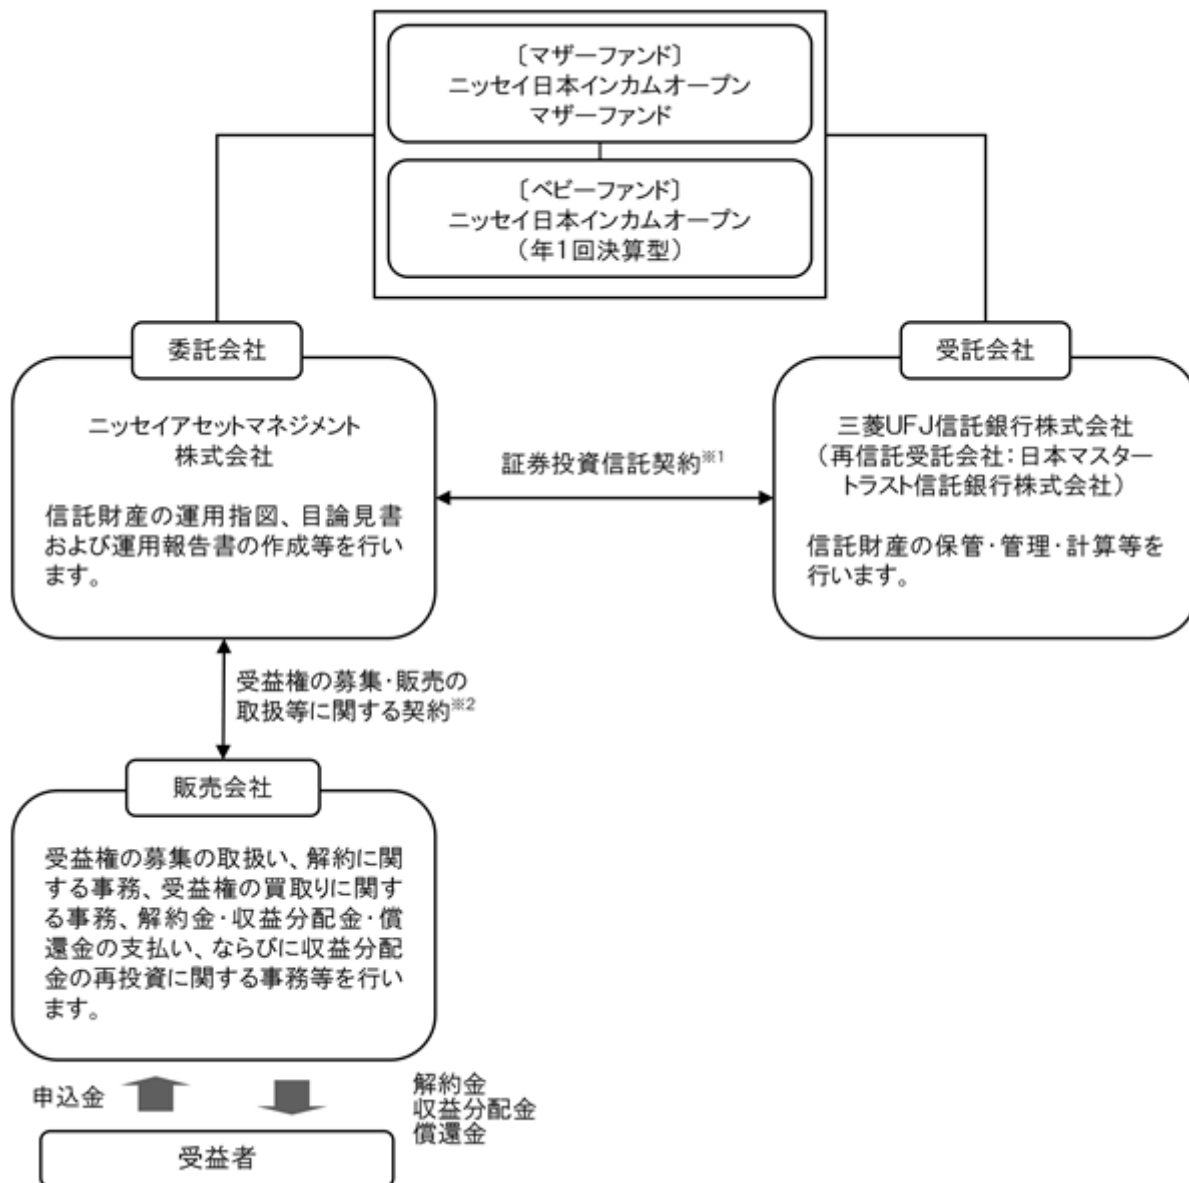 〔マザーファンド〕
ニッセイ日本インカムオープン
マザーファンド
〔ベビーファンド〕
ニッセイ日本インカムオープン
（年1回決算型）
委託会社
ニッセイアセットマネジメント
株式会社
信託財産の運用指図、目論見書
および運用報告書の作成等を行い
ます。
証券投資信託契約※1
受託会社
三菱UFJ信託銀行株式会社
（再信託受託会社：日本マスター
トラスト信託銀行株式会社）
信託財産の保管・管理・計算等を
行います。
受益権の募集・販売の
取扱等に関する契約※2
販売会社
受益権の募集の取扱い、解約に関
する事務、受益権の買取りに関す
る事務、解約金・収益分配金・償
還金の支払い、ならびに収益分配
金の再投資に関する事務等を行い
ます。
申込金
解約金
収益分配金
償還金
受益者